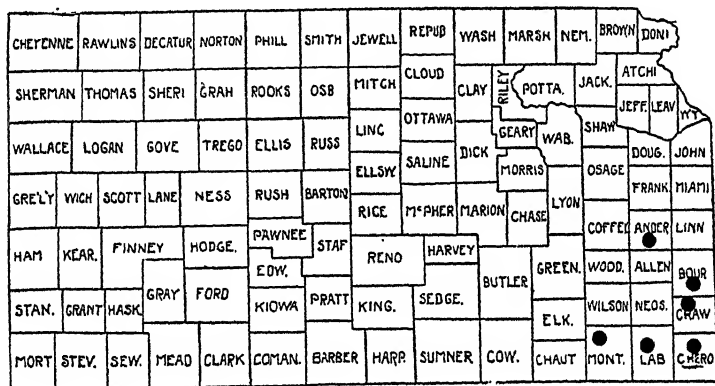 CHEYENNE RAWLINS DECATUR NORTON PHILL SMITH JEWELL REPUB WASH MARSH NEM. BROWN DONI
SHERMAN THOMAS SHERI GRAH ROOKS OSB MITCH CLOUD CLAY RILEY POTTA. JACK. ATCHI
JEFF. LEAV WY.
WALLACE LOGAN GOVE TREGO ELLIS RUSS LINC OTTAWA DICK GEARY WAB. SHAW DOUG. JOHN
GRE'L'Y WICH SCOTT LANE NESS RUSH BARTON ELLSW SALINE MORRIS OSAGE FRANK. MIAMI
RICE McPHER MARION CHASE LYON COFFEE ANDER LINN
HAM KEAR. FINNEY HODGE. PAWNEE STAF RENO HARVEY BUTLER GREEN. WOOD. ALLEN BOUR
EDW.
STAN. GRANT HASK. GRAY FORD KIOWA PRATT KING. SEDGE. ELK. WILSON NEOS. CRAW
MORT STEV. SEW. MEAD CLARK COMAN. BARBER HARP. SUMNER COW. CHAUT MONT. LAB CHERO